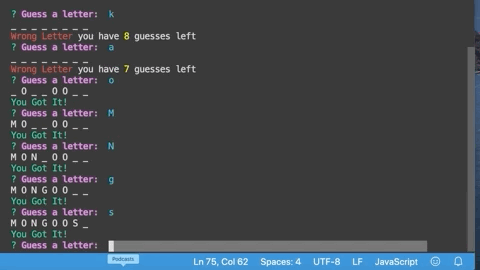 ? Guess a letter: k
_ _ _ _ _ _ _ _
Wrong Letter you have 8 guesses left
? Guess a letter: a
_ _ _ _ _ _ _ _
Wrong Letter you have 7 guesses left
? Guess a letter: o
_ O _ _ O O _ _
You Got It!
? Guess a letter: M
M O _ _ O O _ _
You Got It!
? Guess a letter: N
M O N _ O O _ _
You Got It!
? Guess a letter: g
M O N G O O _ _
You Got It!
? Guess a letter: s
M O N G O O S _
You Got It!
? Guess a letter:
Podcasts
Ln 75, Col 62 Spaces: 4 UTF-8 LF JavaScript